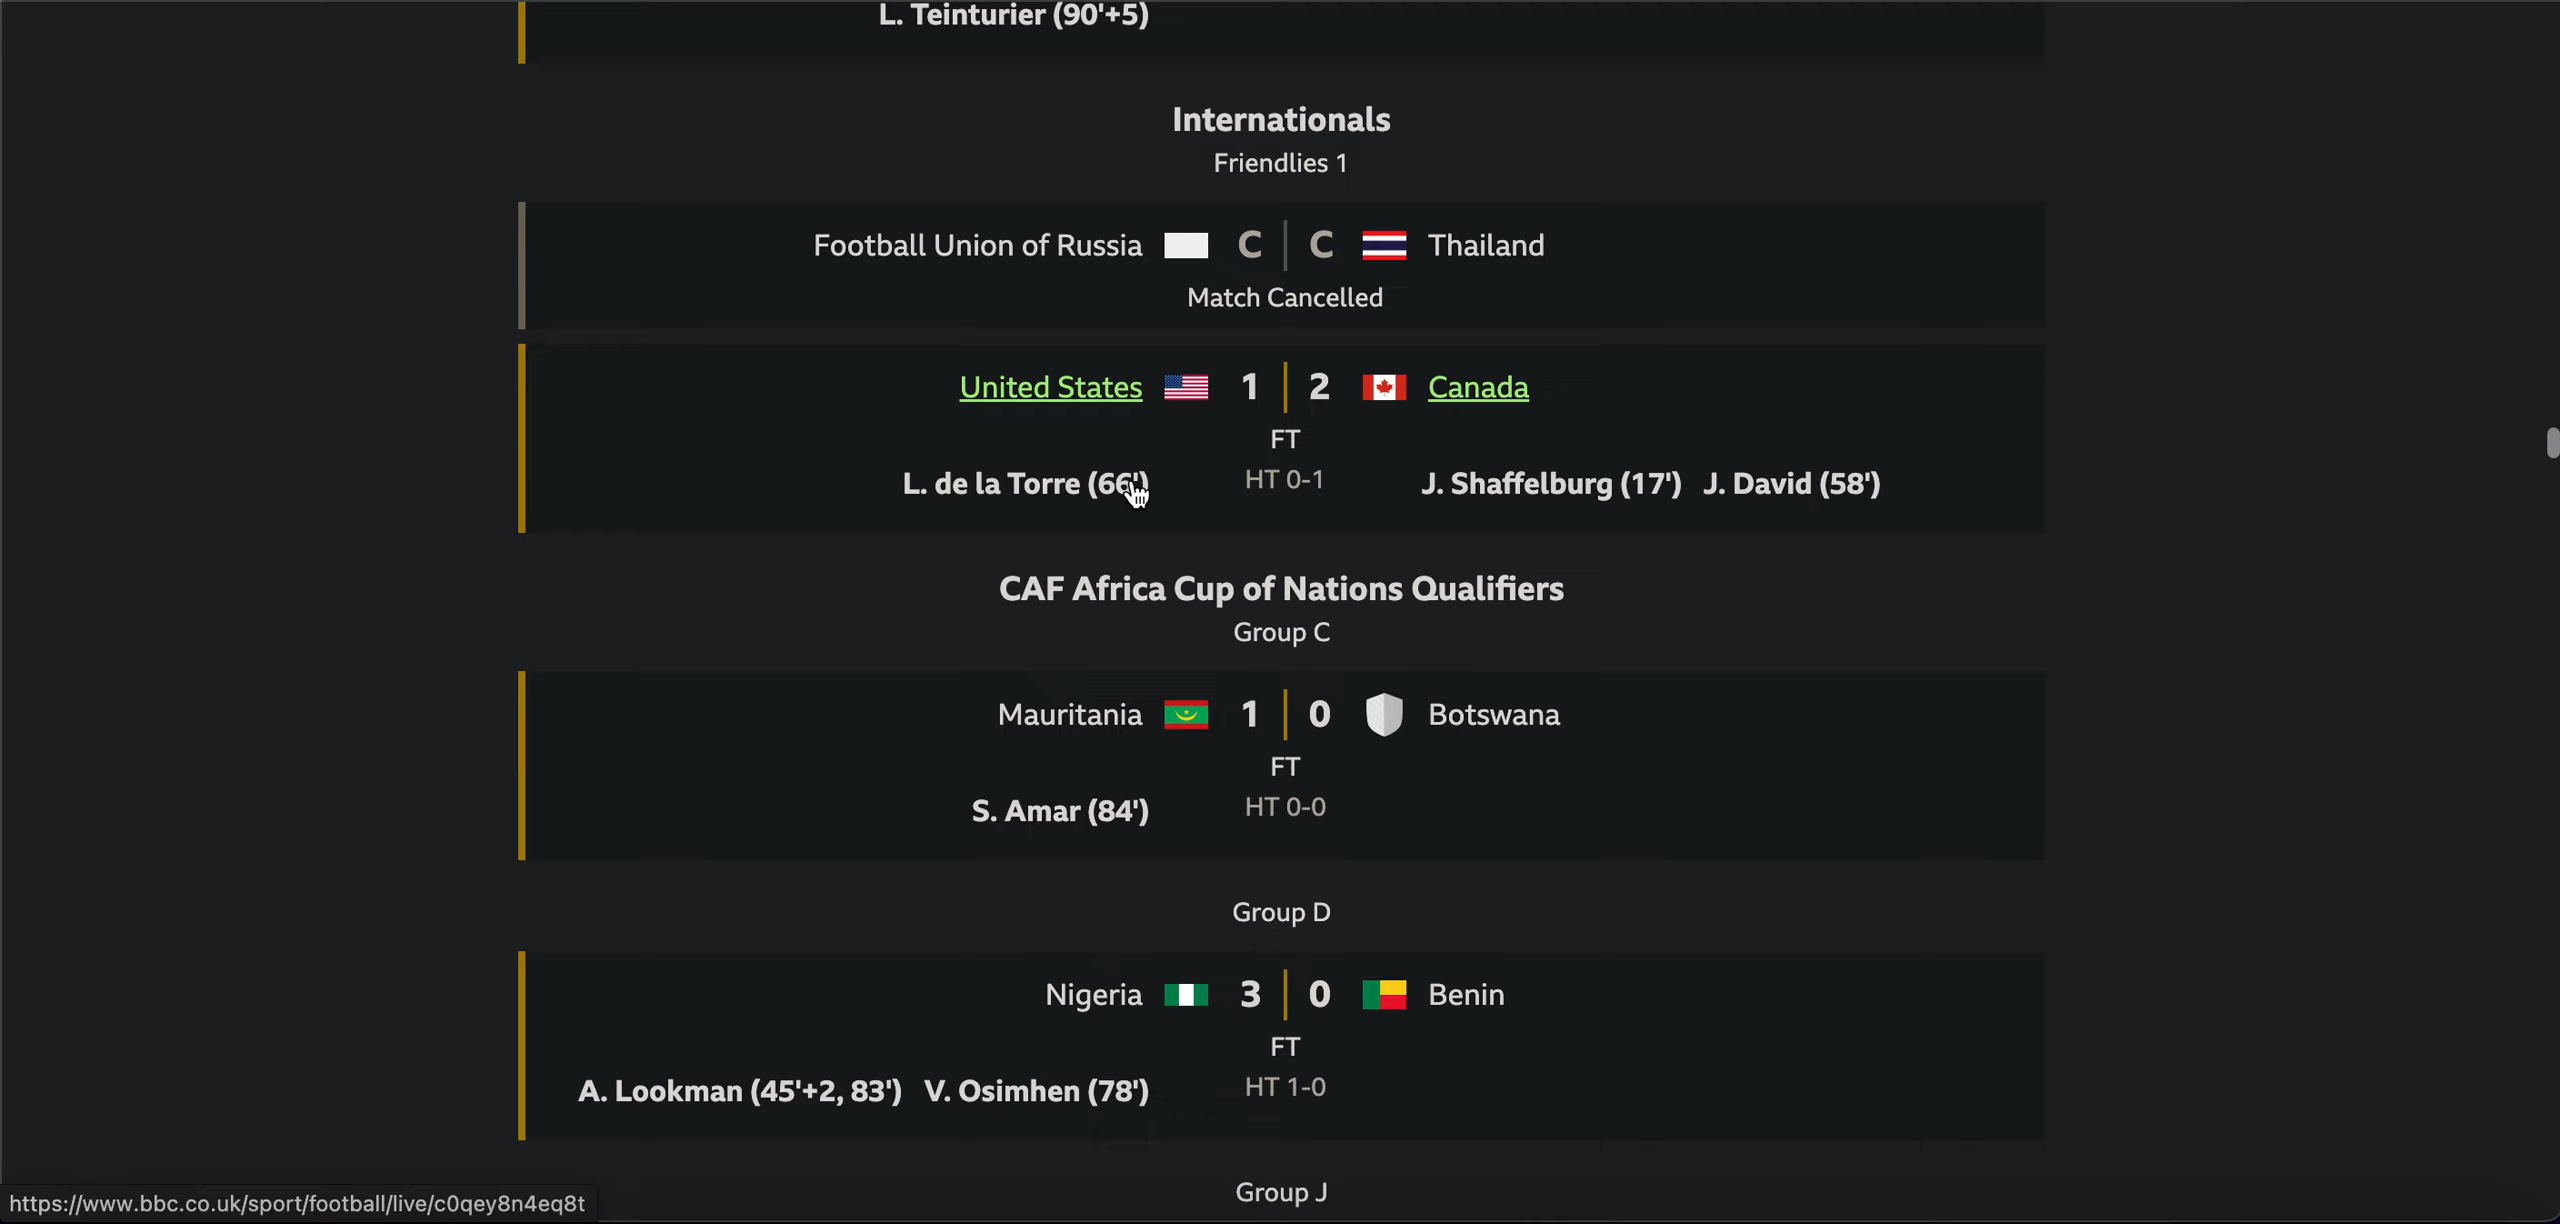 L. Teinturier (90'+5)
Internationals
Friendlies 1
Football Union of Russia C C Thailand
Match Cancelled
United States 1 2 Canada
FT
L. de la Torre (66') HT 0-1 J. Shaffelburg (17') J. David (58')
CAF Africa Cup of Nations Qualifiers
Group C
Mauritania 1 0 Botswana
FT
S. Amar (84') HT 0-0
Group D
Nigeria 3 0 Benin
FT
A. Lookman (45'+2, 83') V. Osimhen (78') HT 1-0
Group J
https://www.bbc.co.uk/sport/football/live/c0qey8n4eq8t